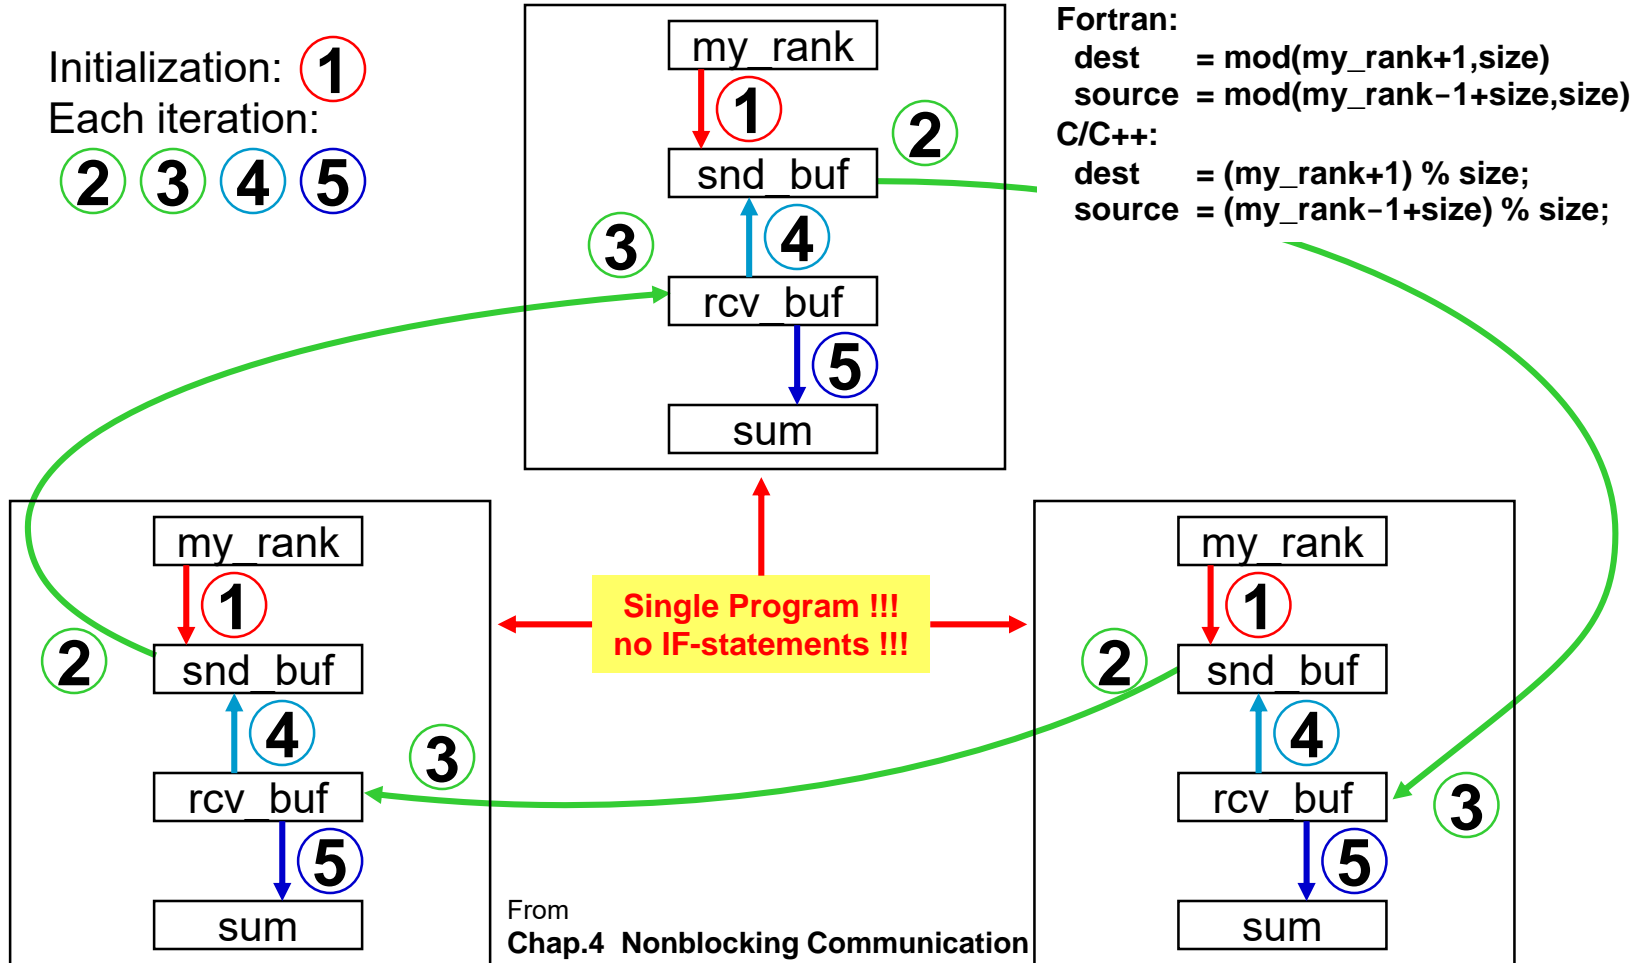 Initialization: 1
Each iteration:
2 3 4 5
my_rank
1
snd_buf
2
3
4
rcv_buf
5
sum
Fortran:
dest = mod(my_rank+1,size)
source = mod(my_rank−1+size,size)
C/C++:
dest = (my_rank+1) % size;
source = (my_rank−1+size) % size;
my_rank
1
2
snd_buf
4
3
rcv_buf
5
sum
Single Program !!!
no IF-statements !!!
my_rank
1
2
snd_buf
4
rcv_buf
3
5
sum
From
Chap.4 Nonblocking Communication